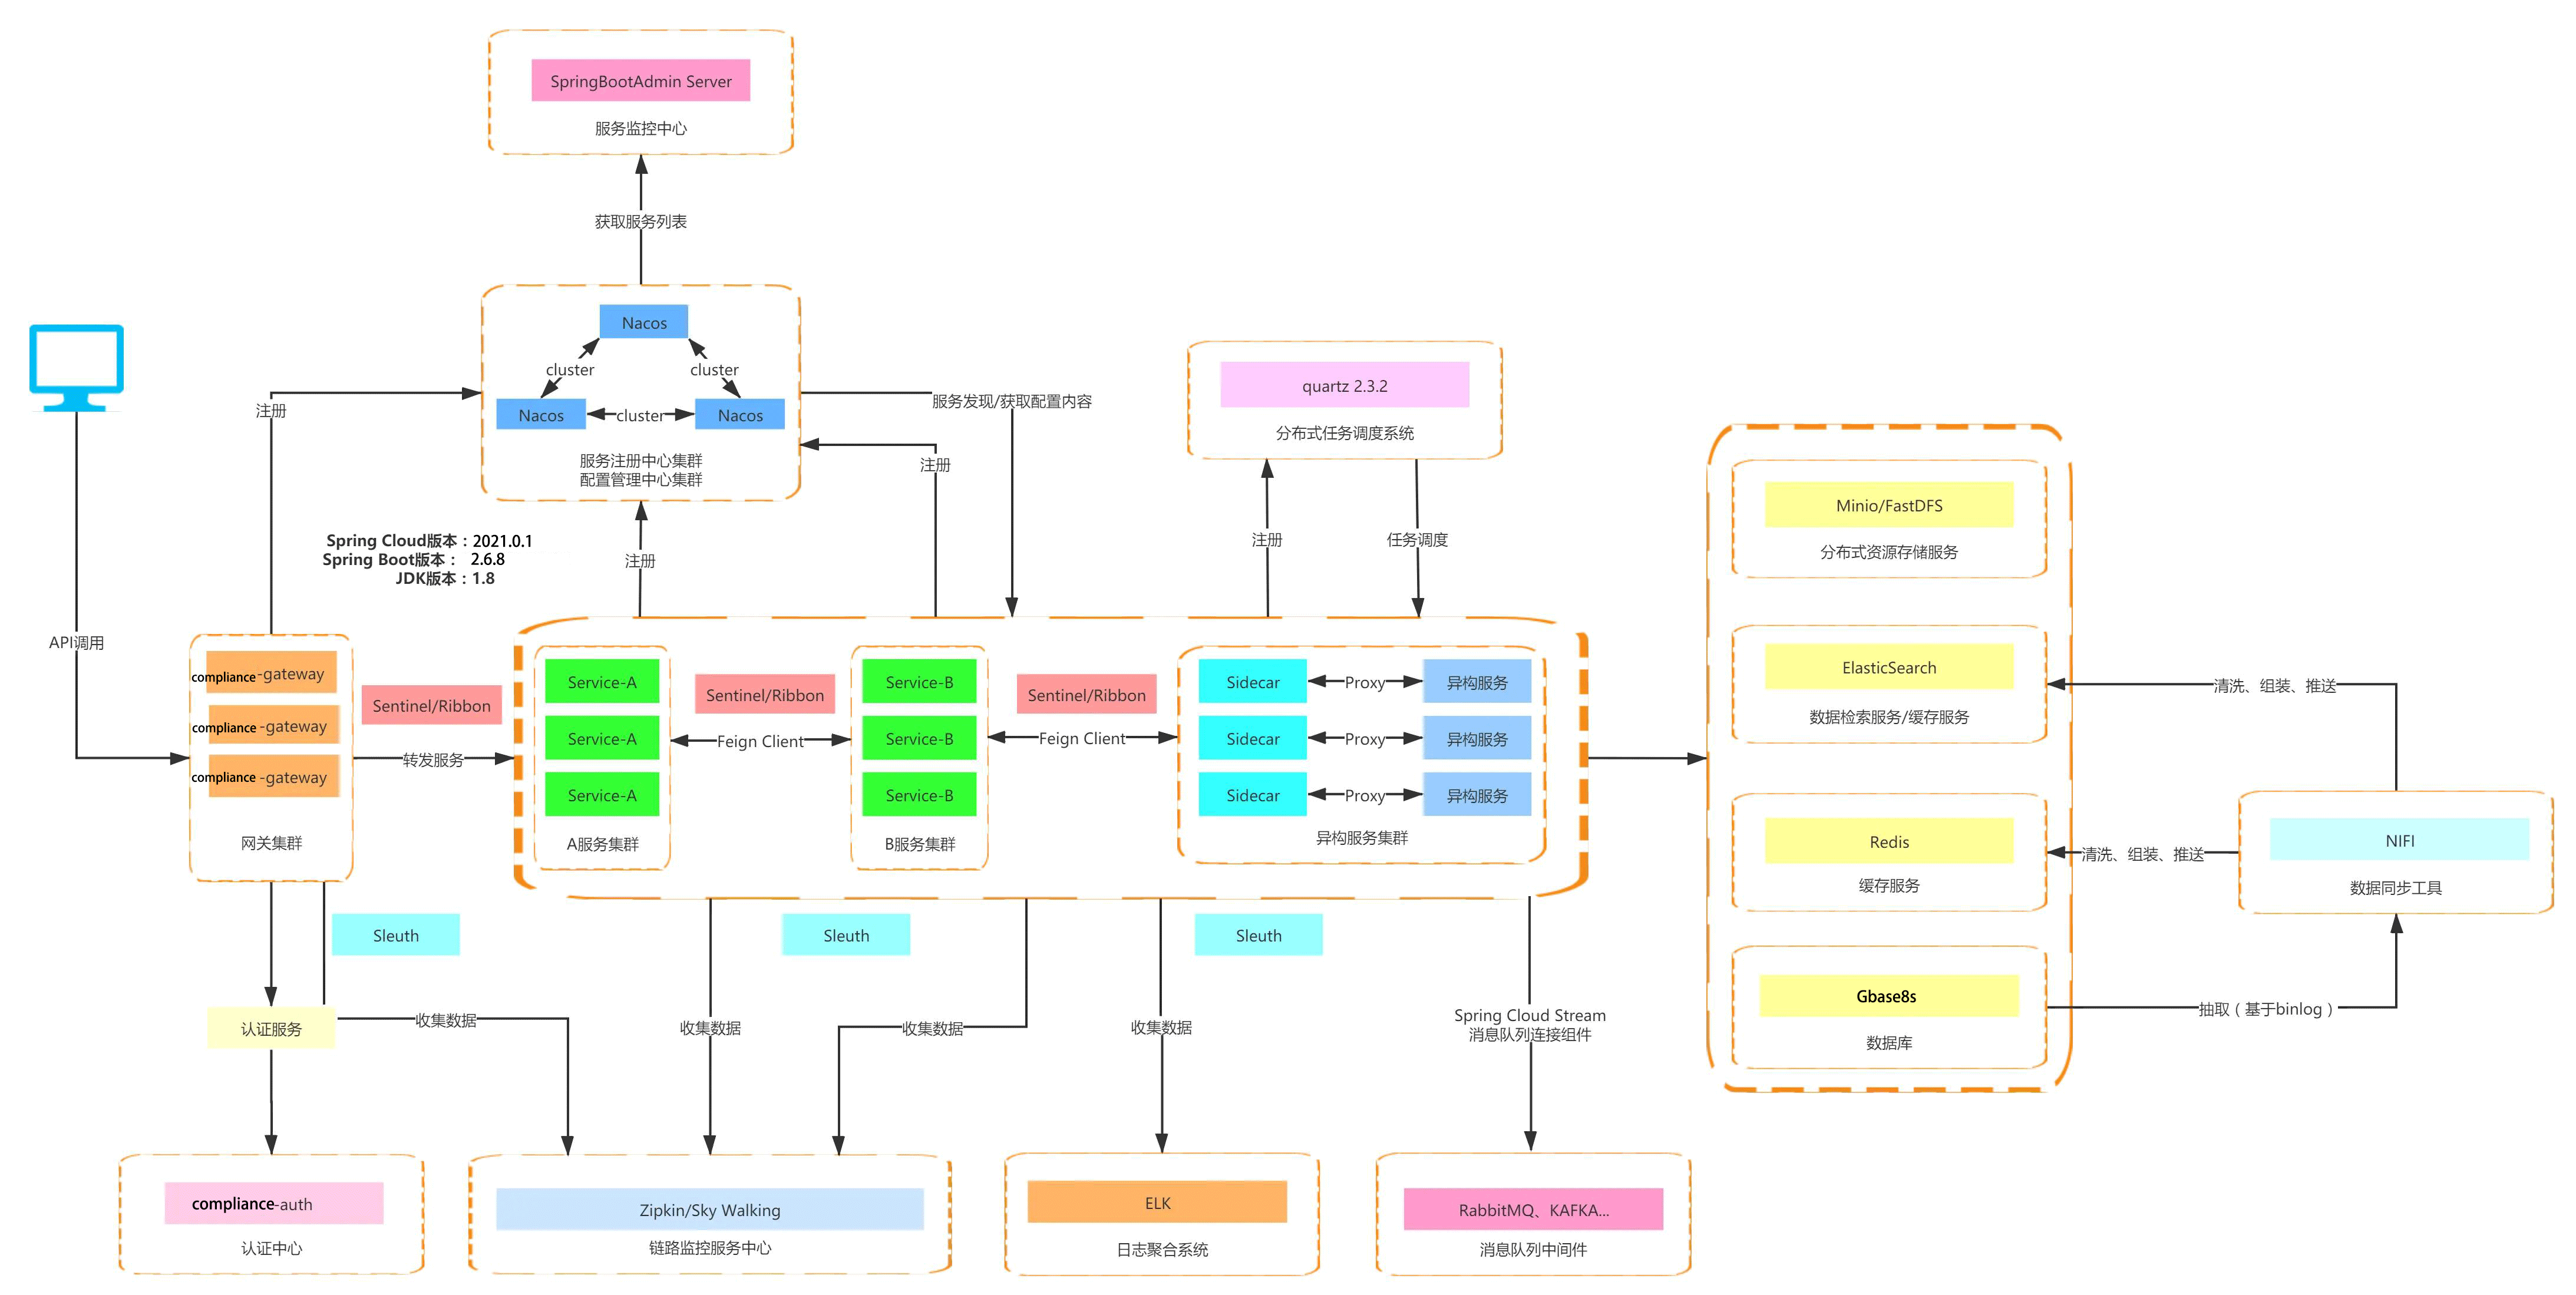 SpringBootAdmin Server
服务监控中心
获取服务列表
Nacos
cluster
cluster
Nacos
cluster
Nacos
服务注册中心集群
配置管理中心集群
注册
服务发现/获取配置内容
注册
注册
quartz 2.3.2
分布式任务调度系统
注册
任务调度
Spring Cloud版本：2021.0.1
Spring Boot版本： 2.6.8
JDK版本：1.8
API调用
compliance-gateway
compliance-gateway
compliance-gateway
网关集群
Sentinel/Ribbon
转发服务
Service-A
Service-A
Service-A
A服务集群
Sentinel/Ribbon
Feign Client
Service-B
Service-B
Service-B
B服务集群
Sentinel/Ribbon
Feign Client
Sidecar
Proxy
异构服务
Sidecar
Proxy
异构服务
Sidecar
Proxy
异构服务
异构服务集群
Minio/FastDFS
分布式资源存储服务
ElasticSearch
数据检索服务/缓存服务
Redis
缓存服务
Gbase8s
数据库
清洗、组装、推送
清洗、组装、推送
NIFI
数据同步工具
抽取（基于binlog）
Sleuth
Sleuth
Sleuth
认证服务
收集数据
收集数据
收集数据
收集数据
Spring Cloud Stream
消息队列连接组件
compliance-auth
认证中心
Zipkin/Sky Walking
链路监控服务中心
ELK
日志聚合系统
RabbitMQ、KAFKA...
消息队列中间件